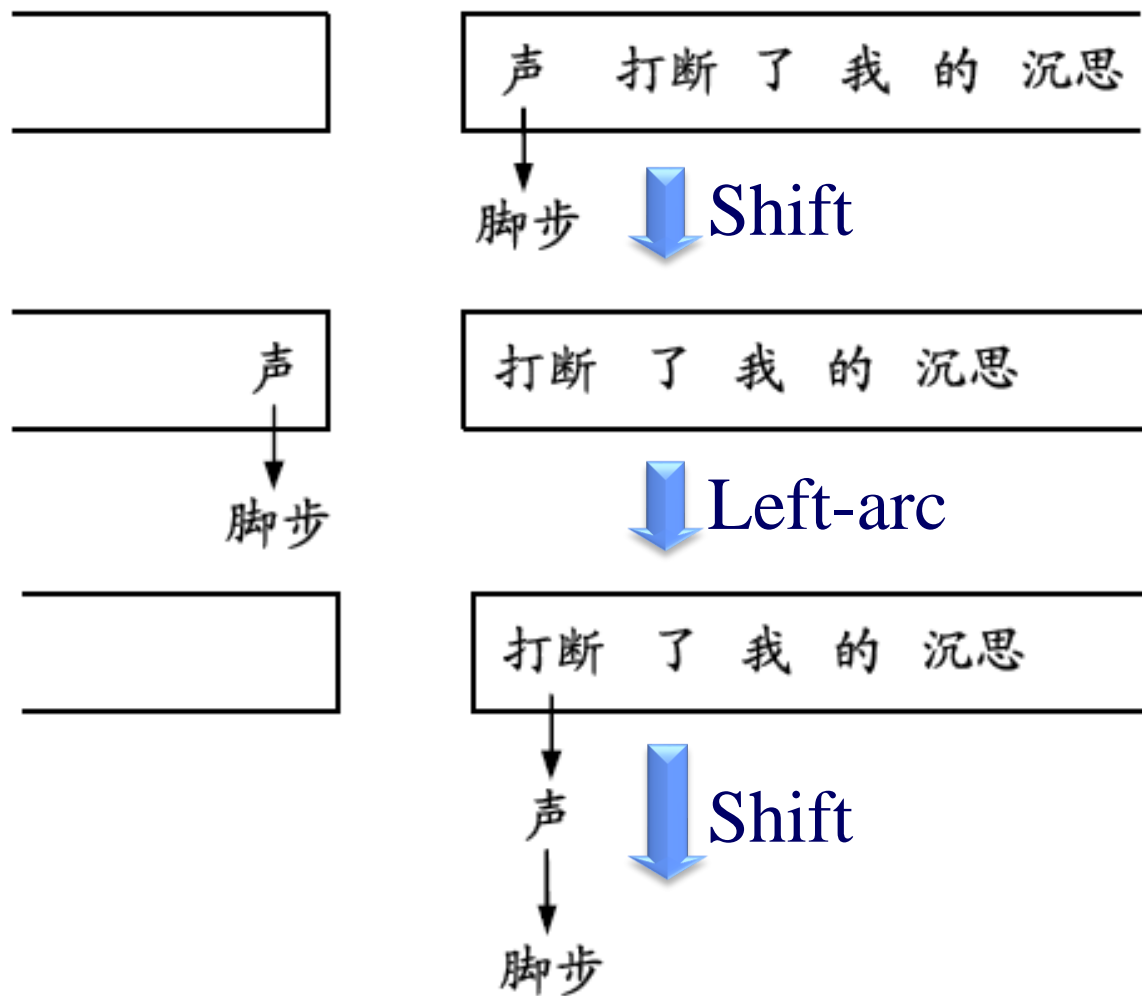 声 打断 了 我 的 沉思
脚步
Shift
声 打断 了 我 的 沉思
脚步
Left-arc
打断 了 我 的 沉思
声
Shift
脚步